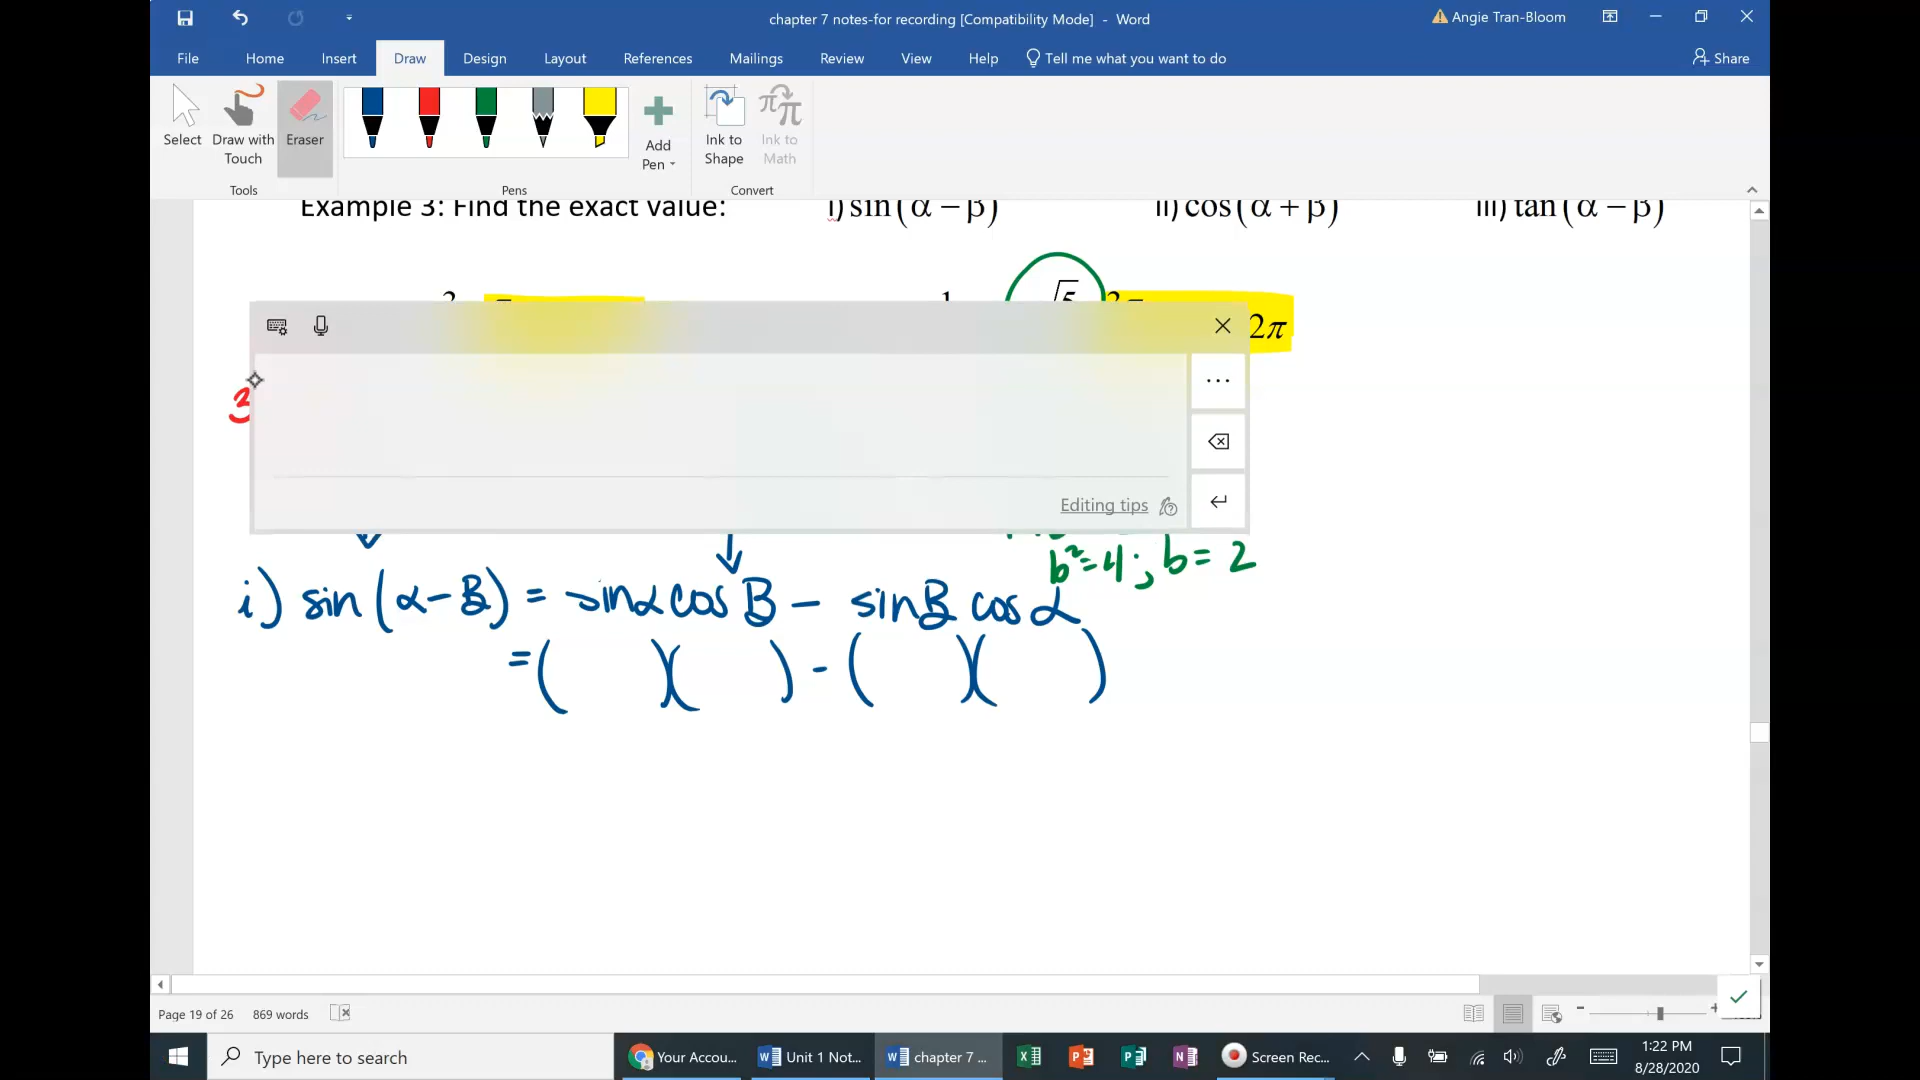 chapter 7 notes-for recording [Compatibility Mode] - Word
Angie Tran-Bloom
File Home Insert Draw Design Layout References Mailings Review View Help Tell me what you want to do Share
Select Draw with Touch Eraser Add Pen Ink to Shape Ink to Math
Tools Pens Convert
Example 3: Find the exact value: i) sin(α − β) ii) cos(α + β) iii) tan(α − β)
2π
3
Editing tips
b²=4; b=2
i) sin(α−B) = sinα cosB − sinB cosα
= ( )( ) - ( )( )
Page 19 of 26 869 words
Type here to search
Your Accou...
Unit 1 Not...
chapter 7 ...
Screen Rec...
1:22 PM
8/28/2020